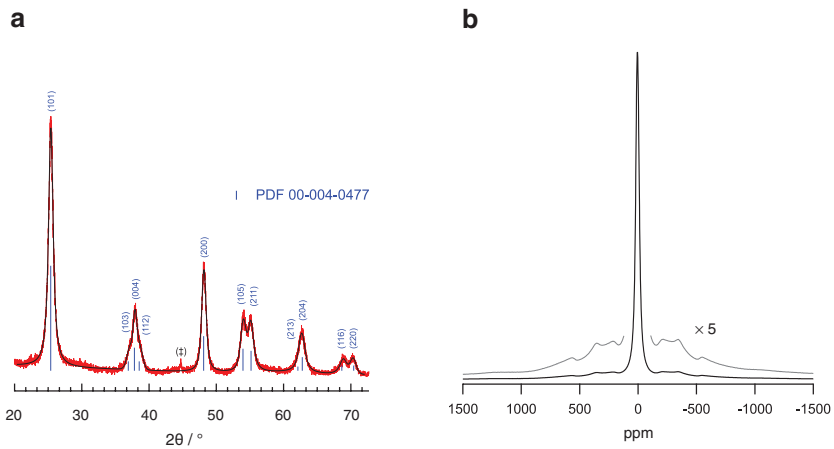 a
(101)
PDF 00-004-0477
(200)
(004)
(103)
(112)
(105)
(211)
(204)
(213)
(‡)
(116)
(220)
20 30 40 50 60 70
2θ / °
b
× 5
1500 1000 500 0 -500 -1000 -1500
ppm